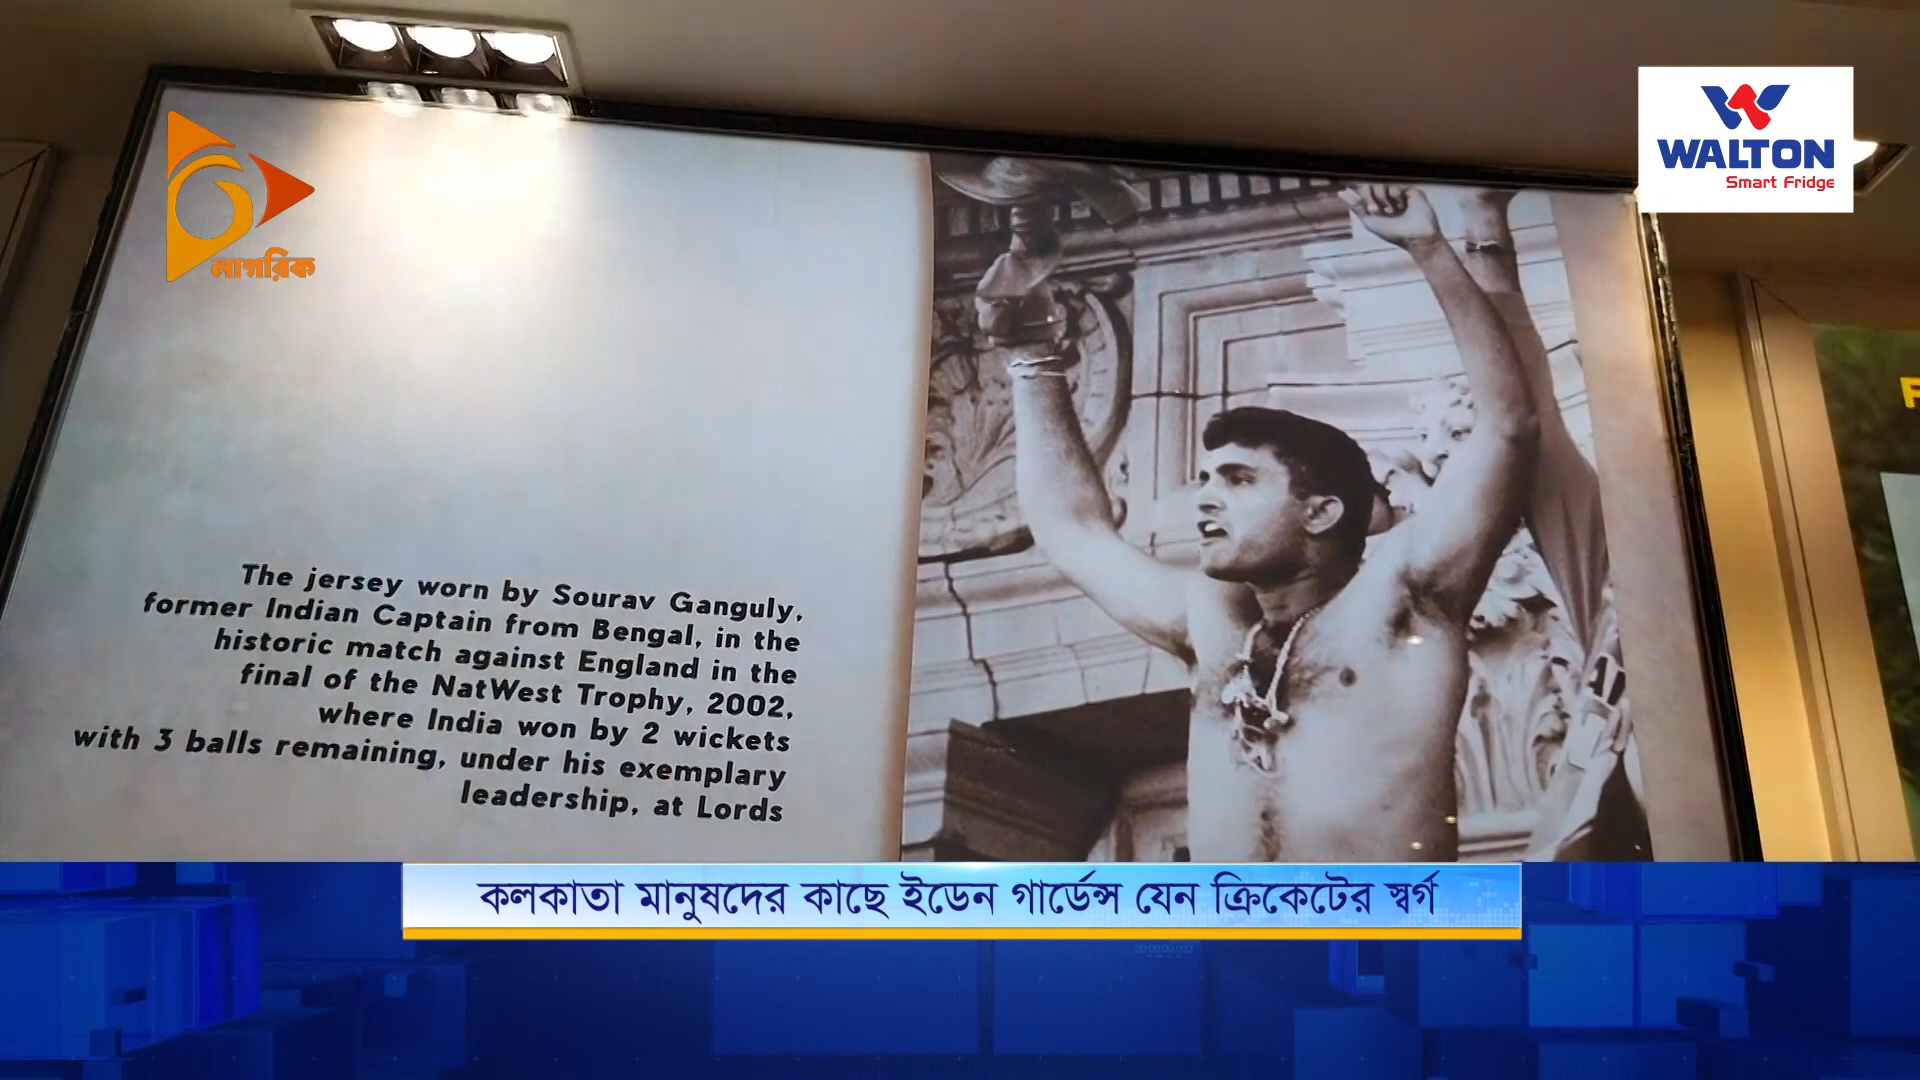 নাগরিক
WALTON
Smart Fridge
The jersey worn by Sourav Ganguly,
former Indian Captain from Bengal, in the
historic match against England in the
final of the NatWest Trophy, 2002,
where India won by 2 wickets
with 3 balls remaining, under his exemplary
leadership, at Lords
কলকাতা মানুষদের কাছে ইডেন গার্ডেন্স যেন ক্রিকেটের স্বর্গ